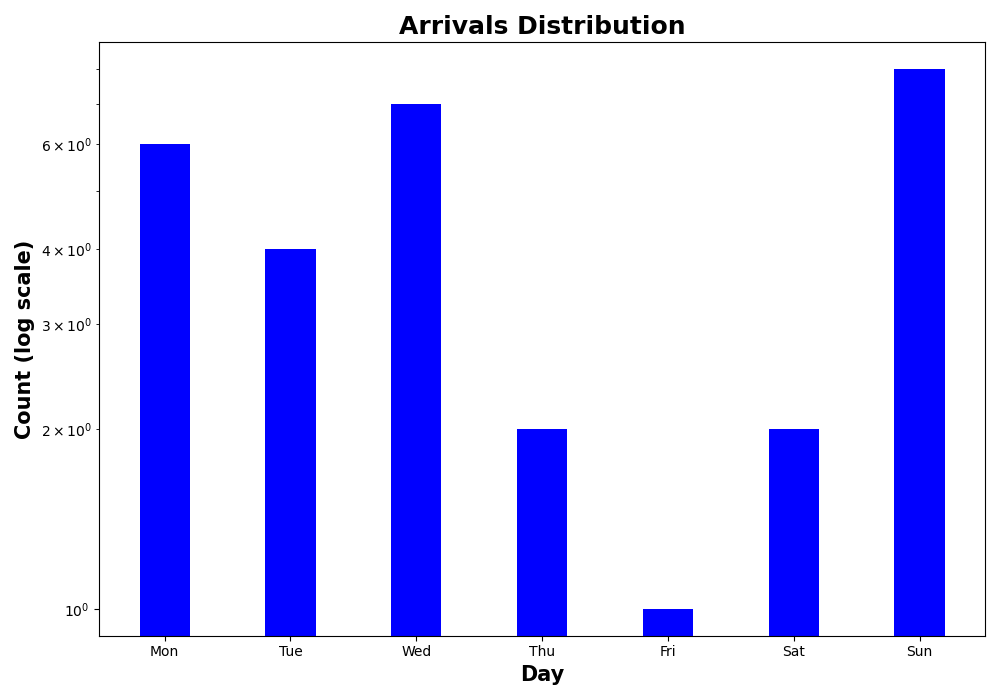 Arrivals Distribution
Count (log scale)
6 × 10⁰
4 × 10⁰
3 × 10⁰
2 × 10⁰
10⁰
Mon Tue Wed Thu Fri Sat Sun
Day